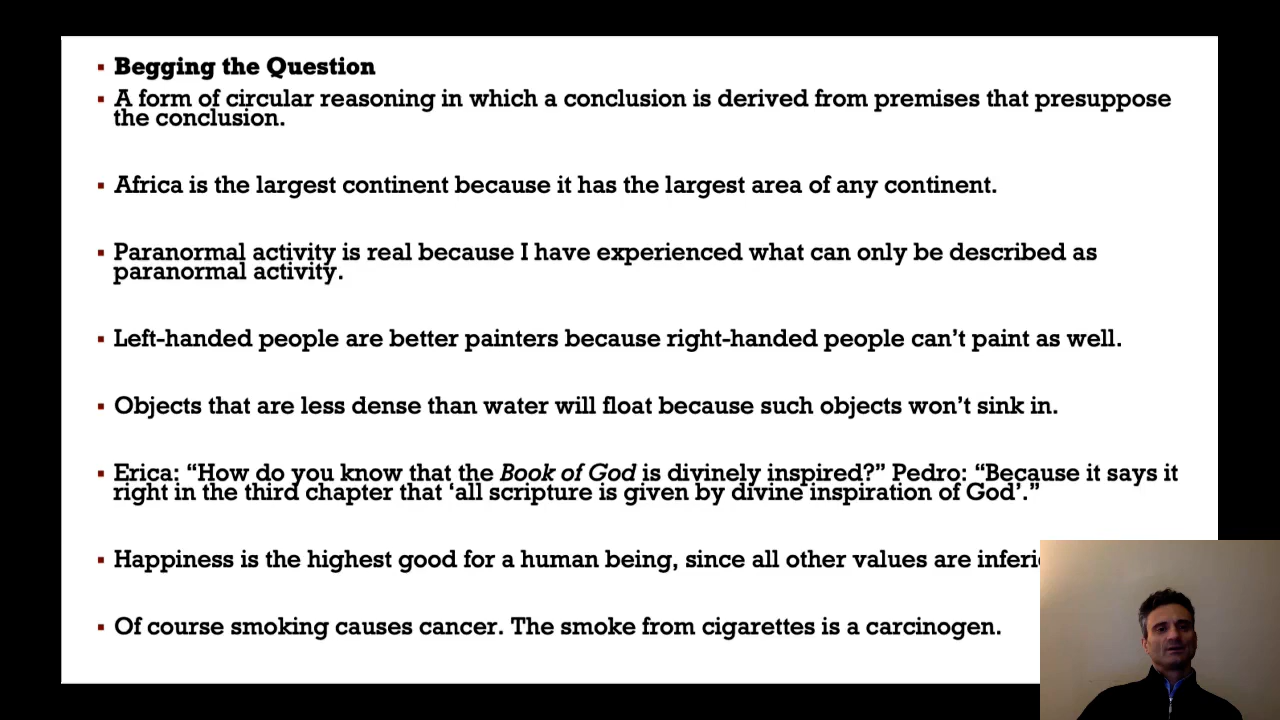 Begging the Question
A form of circular reasoning in which a conclusion is derived from premises that presuppose
the conclusion.
Africa is the largest continent because it has the largest area of any continent.
Paranormal activity is real because I have experienced what can only be described as
paranormal activity.
Left-handed people are better painters because right-handed people can’t paint as well.
Objects that are less dense than water will float because such objects won’t sink in.
Erica: “How do you know that the Book of God is divinely inspired?” Pedro: “Because it says it
right in the third chapter that ‘all scripture is given by divine inspiration of God’.”
Happiness is the highest good for a human being, since all other values are
Of course smoking causes cancer. The smoke from cigarettes is a carcinogen.